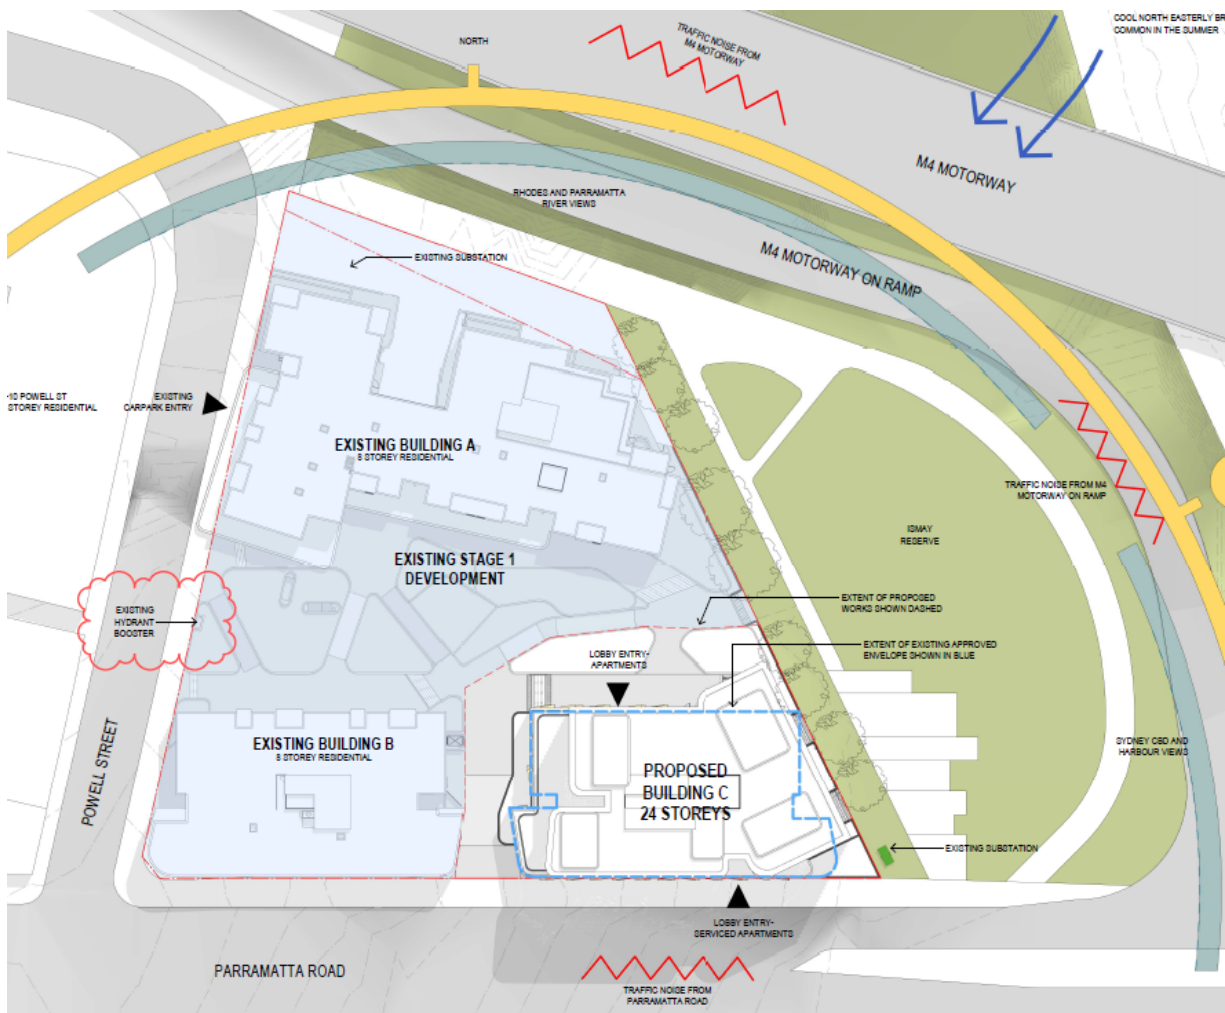 COOL NORTH EASTERLY BR
COMMON IN THE SUMMER
NORTH
TRAFFIC NOISE FROM
M4 MOTORWAY
M4 MOTORWAY
RHODES AND PARRAMATTA
RIVER VIEWS
M4 MOTORWAY ON RAMP
EXISTING SUBSTATION
-10 POWELL ST
STOREY RESIDENTIAL
EXISTING
CARPARK ENTRY
EXISTING BUILDING A
8 STOREY RESIDENTIAL
TRAFFIC NOISE FROM M4
MOTORWAY ON RAMP
ISMAY
RESERVE
EXISTING STAGE 1
DEVELOPMENT
EXISTING
HYDRANT
BOOSTER
EXTENT OF PROPOSED
WORKS SHOWN DASHED
EXTENT OF EXISTING APPROVED
ENVELOPE SHOWN IN BLUE
LOBBY ENTRY-
APARTMENTS
POWELL STREET
EXISTING BUILDING B
8 STOREY RESIDENTIAL
PROPOSED
BUILDING C
24 STOREYS
SYDNEY CBD AND
HARBOUR VIEWS
EXISTING SUBSTATION
LOBBY ENTRY-
SERVICED APARTMENTS
PARRAMATTA ROAD
TRAFFIC NOISE FROM
PARRAMATTA ROAD